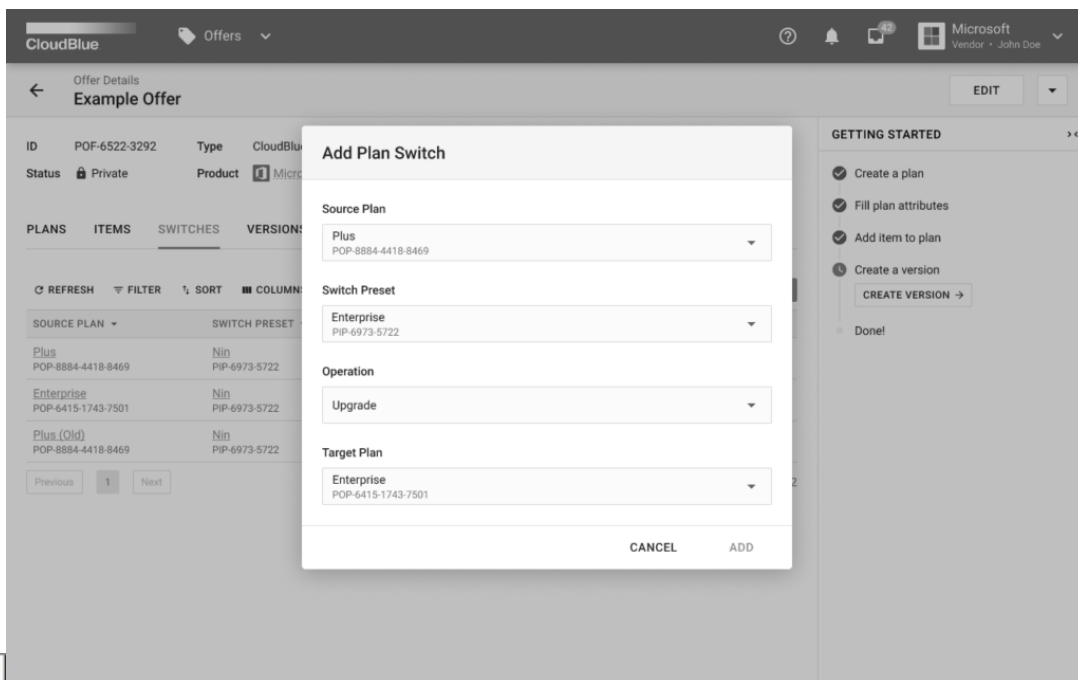 CloudBlue
Offers
42
Microsoft
Vendor • John Doe
Offer Details
Example Offer
EDIT
ID POF-6522-3292 Type
Status Private Product
PLANS ITEMS SWITCHES
REFRESH FILTER SORT
SOURCE PLAN SWITCH PRESET
Plus Nin
POP-8884-4418-8469 PIP-6973-5722
Enterprise Nin
POP-6415-1743-7501 PIP-6973-5722
Plus (Old) Nin
POP-8884-4418-8469 PIP-6973-5722
Previous 1 Next
2
Add Plan Switch
Source Plan
Plus
POP-8884-4418-8469
Switch Preset
Enterprise
PIP-6973-5722
Operation
Upgrade
Target Plan
Enterprise
POP-6415-1743-7501
CANCEL ADD
GETTING STARTED
Create a plan
Fill plan attributes
Add item to plan
Create a version
CREATE VERSION →
Done!